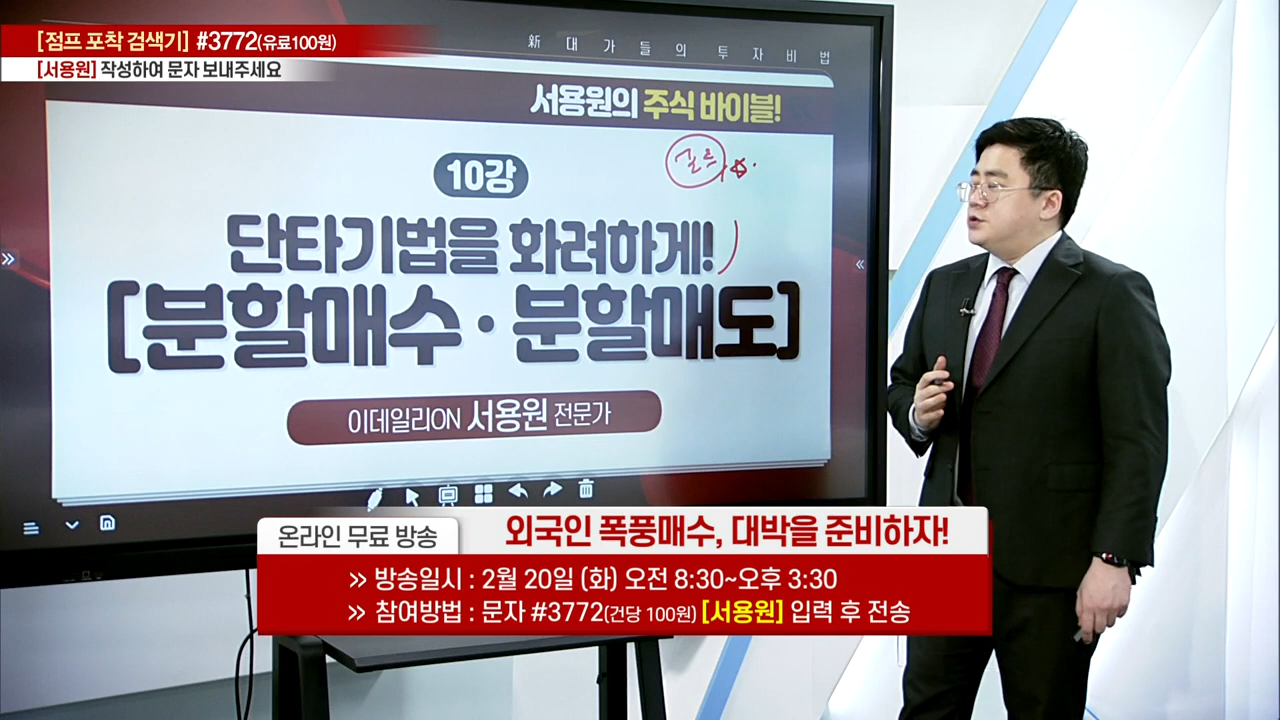 [점프 포착 검색기] #3772(유료100원)
[서용원] 작성하여 문자 보내주세요
新 대 가 들 의 투 자 비 법
서용원의 주식 바이블!
10강
단타기법을 화려하게!
[분할매수·분할매도]
이데일리ON 서용원 전문가
온라인 무료 방송
외국인 폭풍매수, 대박을 준비하자!
» 방송일시 : 2월 20일 (화) 오전 8:30~오후 3:30
» 참여방법 : 문자 #3772(건당 100원) [서용원] 입력 후 전송